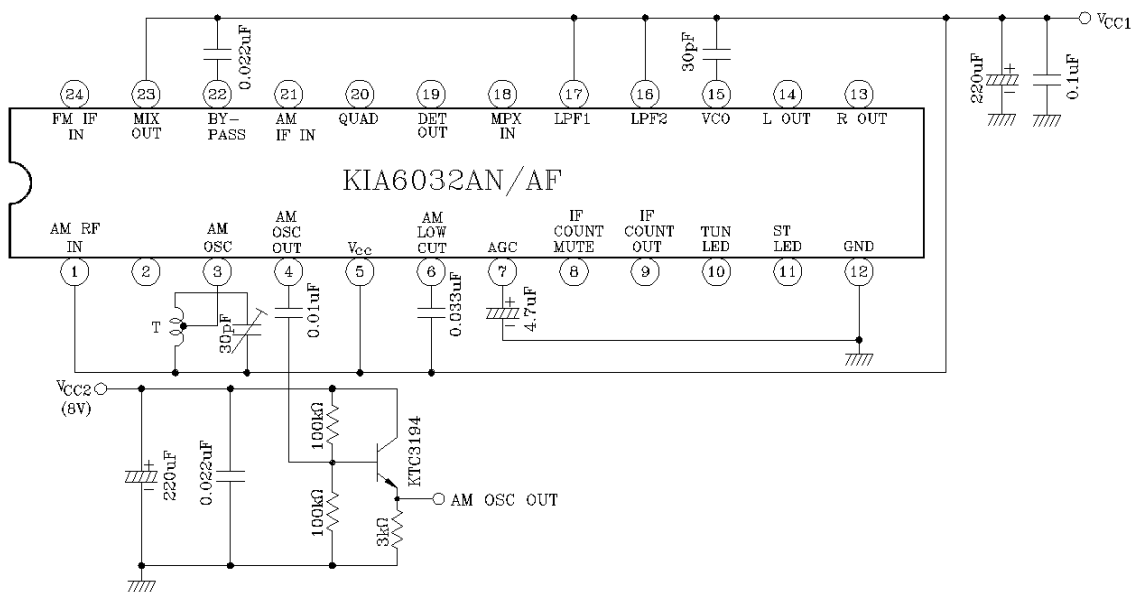 VCC1
0.022uF
30pF
220uF
+
-
0.1uF
24 23 22 21 20 19 18 17 16 15 14 13
FM IF IN
MIX OUT
BY-PASS
AM IF IN
QUAD
DET OUT
MPX IN
LPF1
LPF2
VCO
L OUT
R OUT
KIA6032AN/AF
AM RF IN
AM OSC
AM OSC OUT
VCC
AM LOW CUT
AGC
IF COUNT MUTE
IF COUNT OUT
TUN LED
ST LED
GND
1 2 3 4 5 6 7 8 9 10 11 12
T
30pF
0.01uF
0.033uF
+
-
4.7uF
VCC2
(8V)
+
-
220uF
0.022uF
100kΩ
100kΩ
KTC3194
3kΩ
AM OSC OUT